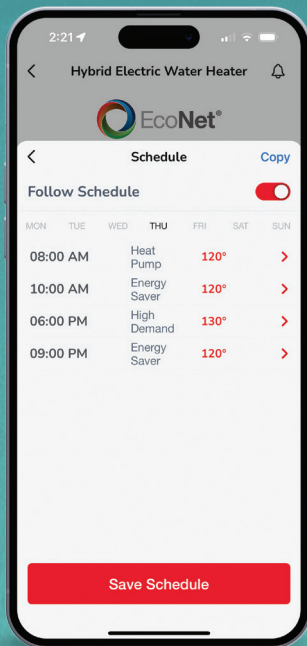 2:21
Hybrid Electric Water Heater
EcoNet®
Schedule
Copy
Follow Schedule
MON TUE WED THU FRI SAT SUN
08:00 AM Heat Pump 120°
10:00 AM Energy Saver 120°
06:00 PM High Demand 130°
09:00 PM Energy Saver 120°
Save Schedule